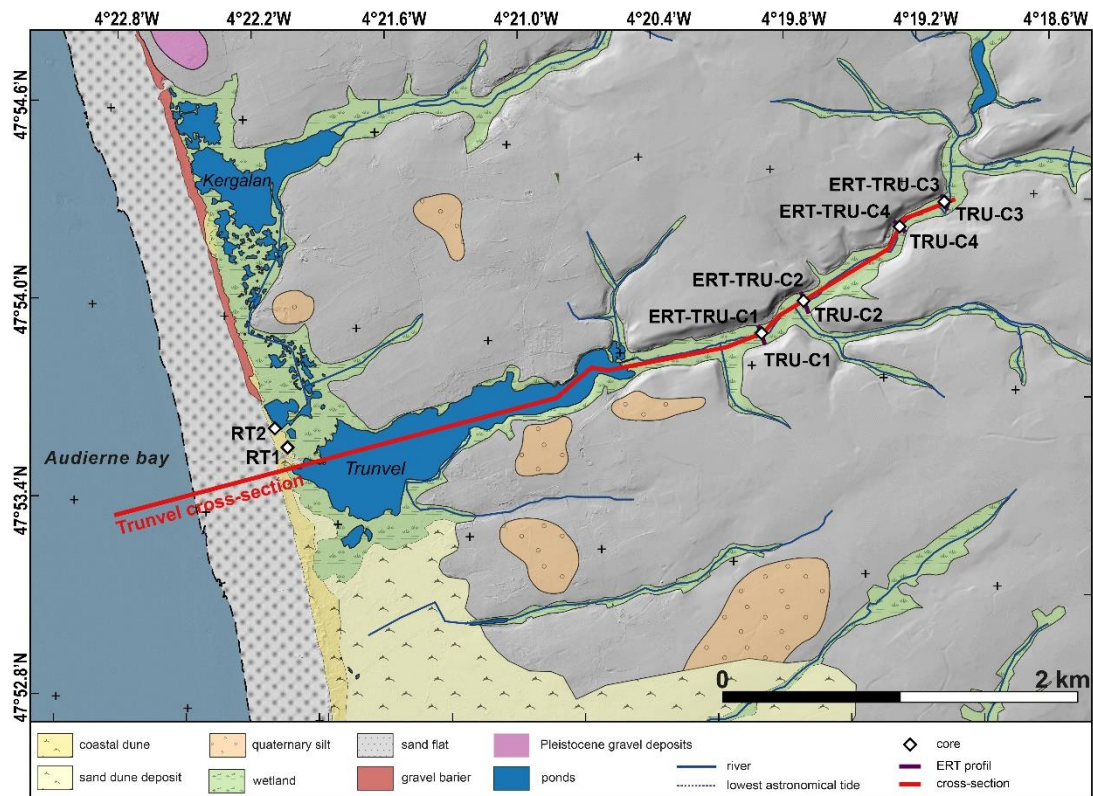 4°22.8'W 4°22.2'W 4°21.6'W 4°21.0'W 4°20.4'W 4°19.8'W 4°19.2'W 4°18.6'W
47°54.6'N
Kergalan
ERT-TRU-C3
TRU-C3
ERT-TRU-C4
TRU-C4
47°54.0'N
ERT-TRU-C2
TRU-C2
ERT-TRU-C1
TRU-C1
RT2
RT1
Audierne bay
Trunvel
47°53.4'N
Trunvel cross-section
47°52.8'N
0 2 km
coastal dune
quaternary silt
sand flat
Pleistocene gravel deposits
core
sand dune deposit
wetland
gravel barier
ponds
river
ERT profil
lowest astronomical tide
cross-section